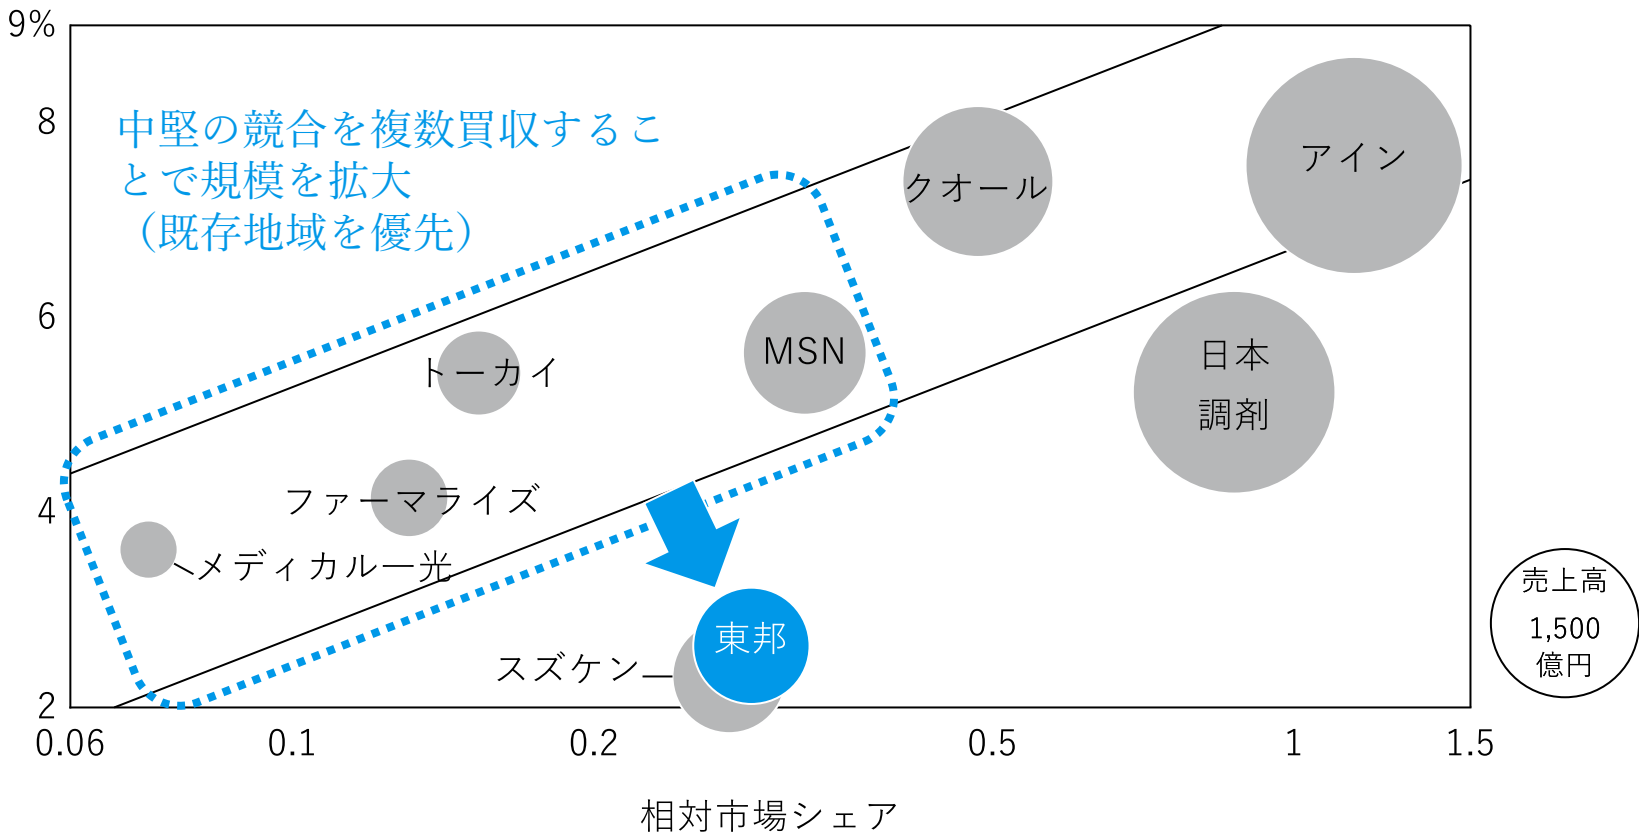 9%
8
6
4
2
中堅の競合を複数買収するこ
とで規模を拡大
（既存地域を優先）
アイン
クオール
MSN
トーカイ
日本
調剤
ファーマライズ
メディカル一光
東邦
スズケン
売上高
1,500
億円
0.06
0.1
0.2
0.5
1
1.5
相対市場シェア